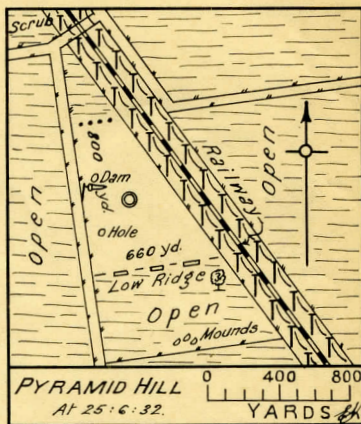 Scrub
800 yd.
Dam
Hole
660 yd.
Low Ridge
3
Open
Mounds
open
Railway
open
PYRAMID HILL
At 25:6:32.
0 400 800
YARDS